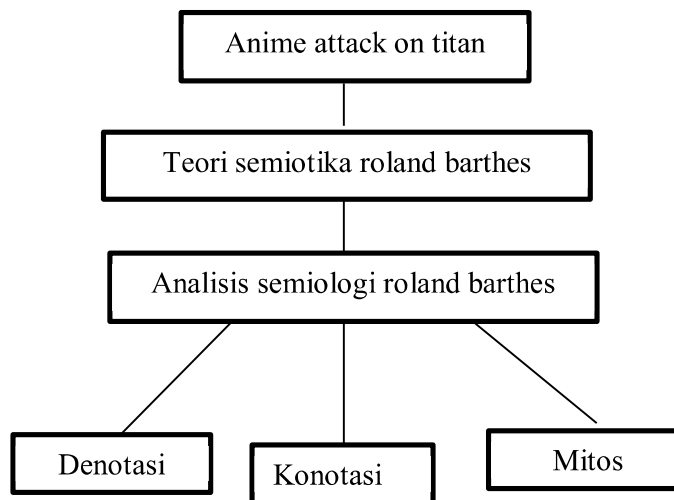 Anime attack on titan
Teori semiotika roland barthes
Analisis semiologi roland barthes
Denotasi
Konotasi
Mitos